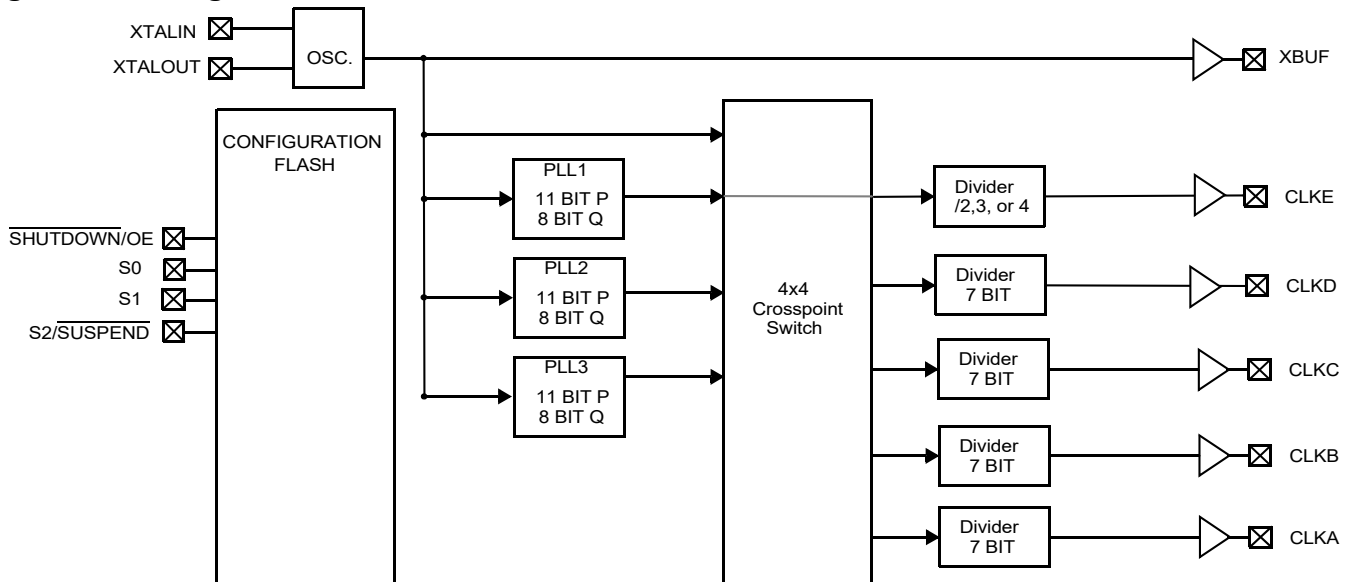 XTALIN
XTALOUT
OSC.
XBUF
CONFIGURATION
FLASH
SHUTDOWN/OE
S0
S1
S2/SUSPEND
PLL1
11 BIT P
8 BIT Q
PLL2
11 BIT P
8 BIT Q
PLL3
11 BIT P
8 BIT Q
4x4
Crosspoint
Switch
Divider
/2,3, or 4
CLKE
Divider
7 BIT
CLKD
Divider
7 BIT
CLKC
Divider
7 BIT
CLKB
Divider
7 BIT
CLKA